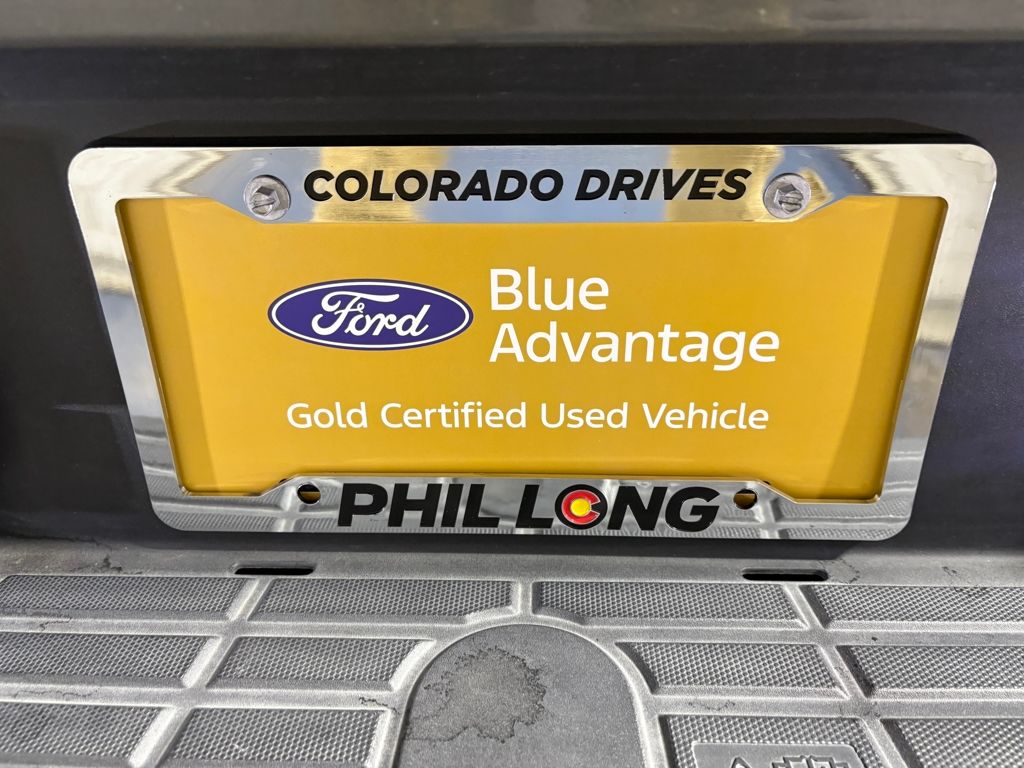 COLORADO DRIVES
Ford
Blue
Advantage
Gold Certified Used Vehicle
PHIL LONG